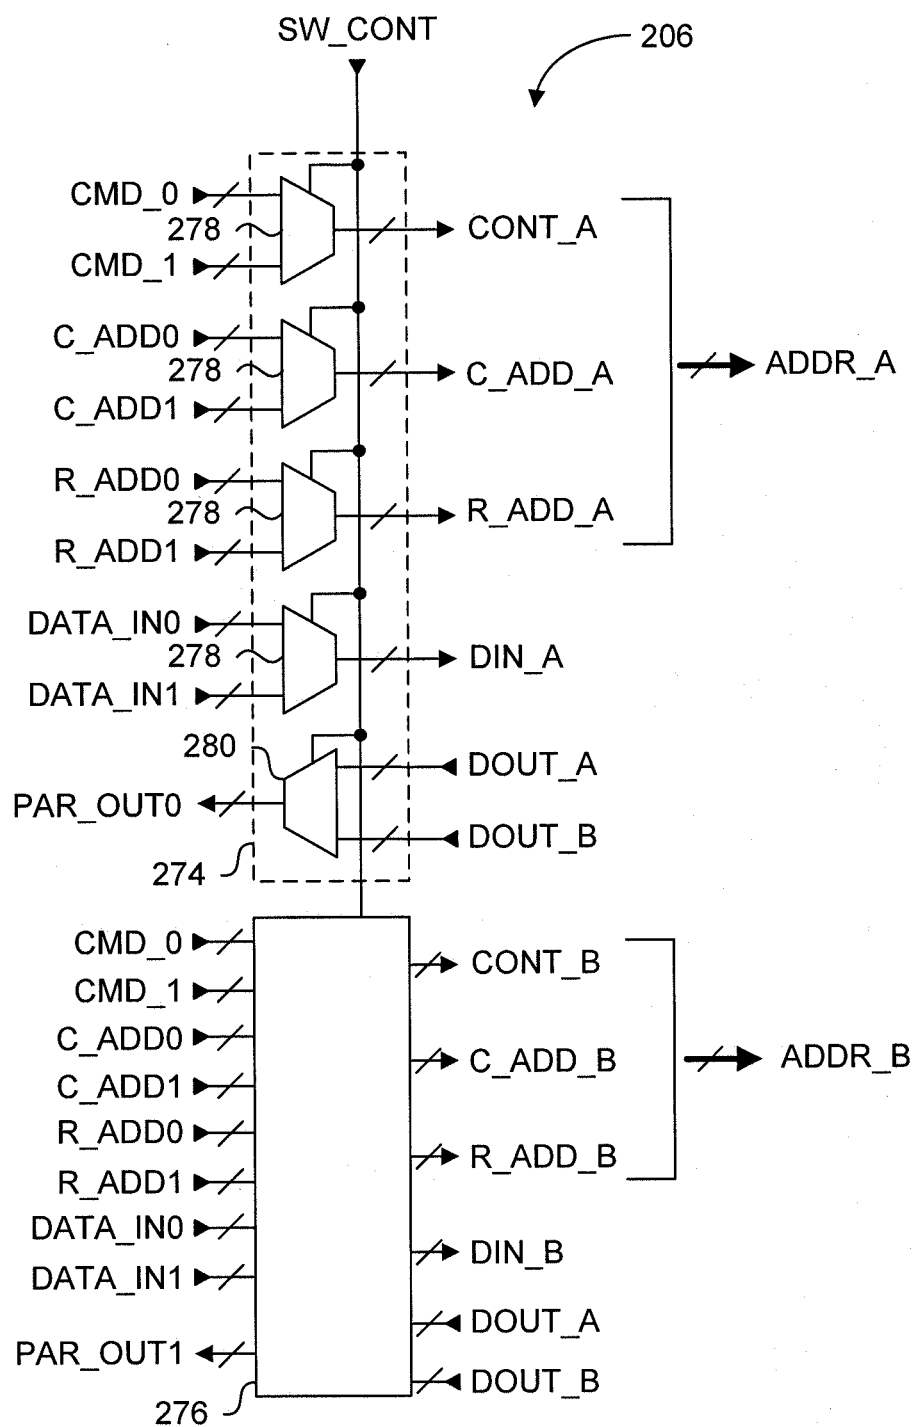 SW_CONT
206
CMD_0
278
CMD_1
CONT_A
C_ADD0
278
C_ADD1
C_ADD_A
ADDR_A
R_ADD0
278
R_ADD1
R_ADD_A
DATA_IN0
278
DATA_IN1
DIN_A
280
DOUT_A
PAR_OUT0
DOUT_B
274
CMD_0
CMD_1
C_ADD0
C_ADD1
R_ADD0
R_ADD1
DATA_IN0
DATA_IN1
PAR_OUT1
276
CONT_B
C_ADD_B
R_ADD_B
ADDR_B
DIN_B
DOUT_A
DOUT_B